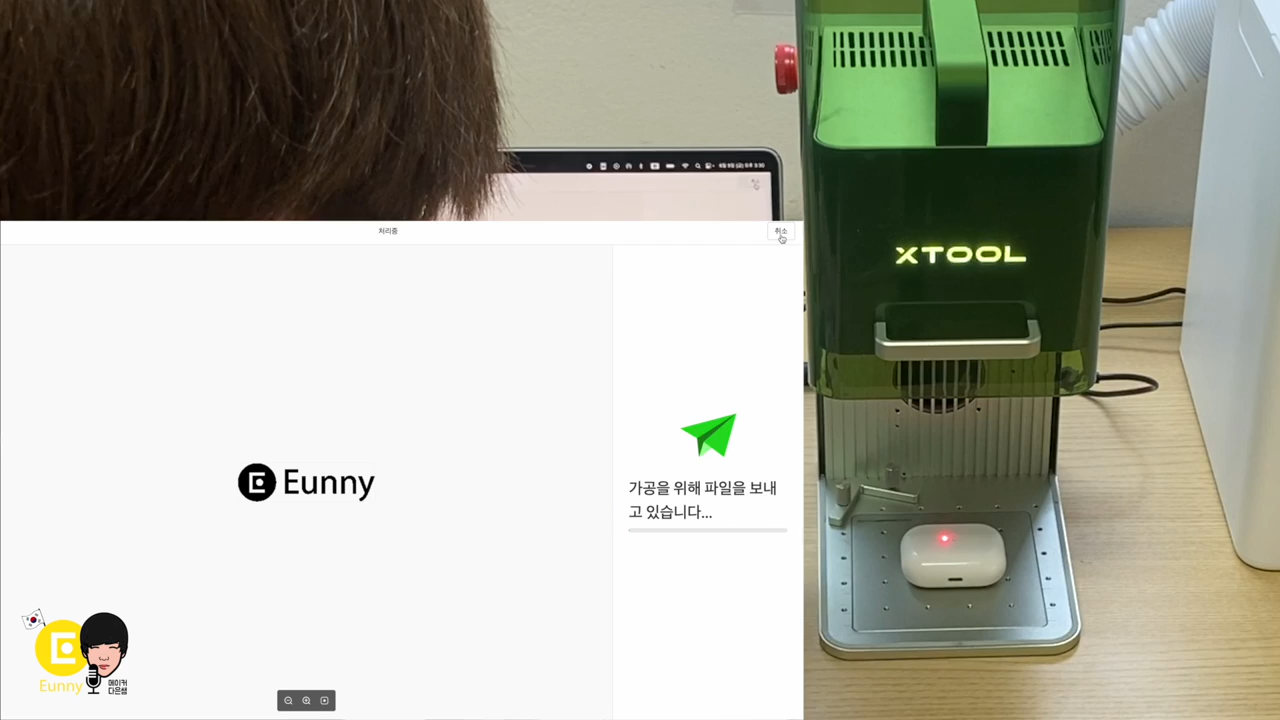 처리중
취소
XTOOL
Eunny
가공을 위해 파일을 보내
고 있습니다...
Eunny
메이커
다은쌤